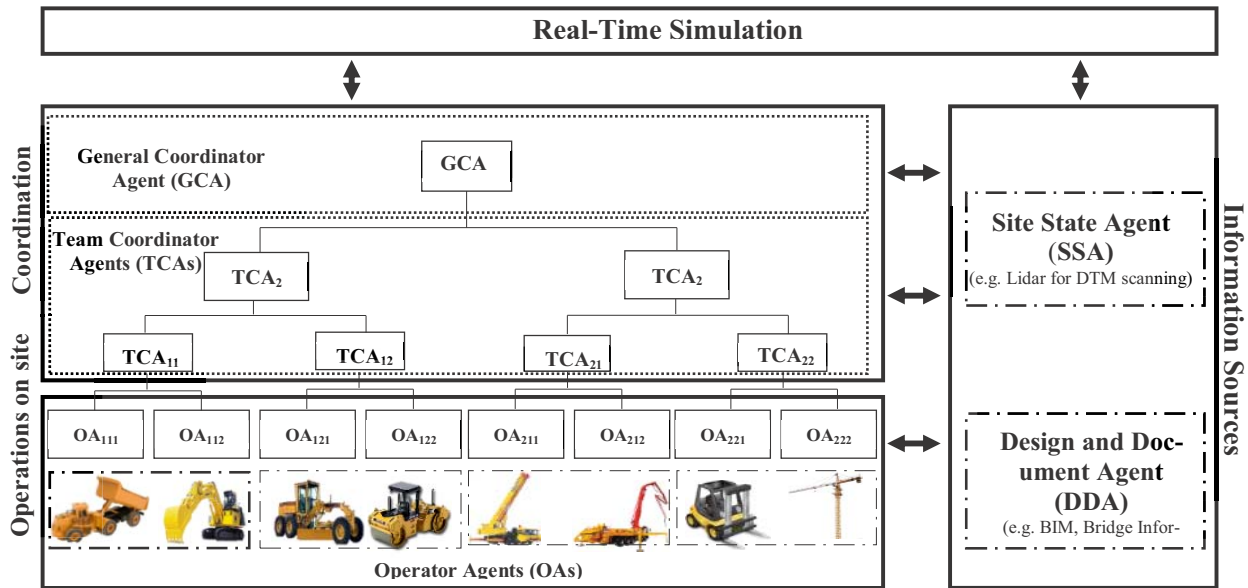 Real-Time Simulation
Coordination
General Coordinator
Agent (GCA)
GCA
Team Coordinator
Agents (TCAs)
TCA₂
TCA₂
TCA₁₁
TCA₁₂
TCA₂₁
TCA₂₂
Operations on site
OA₁₁₁
OA₁₁₂
OA₁₂₁
OA₁₂₂
OA₂₁₁
OA₂₁₂
OA₂₂₁
OA₂₂₂
Operator Agents (OAs)
Information Sources
Site State Agent
(SSA)
(e.g. Lidar for DTM scanning)
Design and Doc-
ument Agent
(DDA)
(e.g. BIM, Bridge Infor-